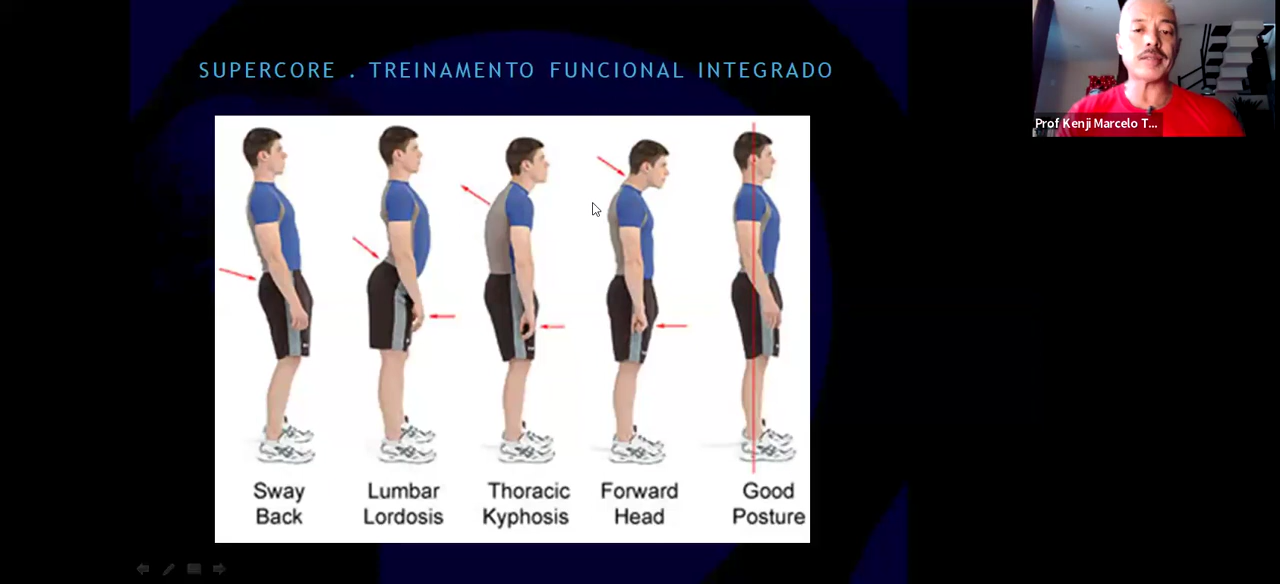 SUPERCORE . TREINAMENTO FUNCIONAL INTEGRADO
Prof Kenji Marcelo T...
Sway
Back
Lumbar
Lordosis
Thoracic
Kyphosis
Forward
Head
Good
Posture